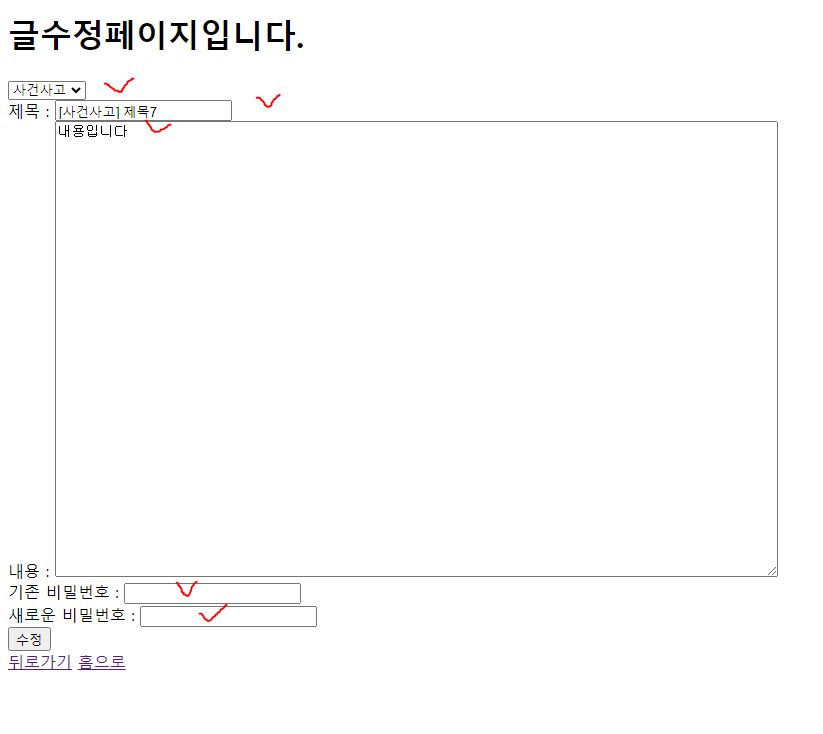 글수정페이지입니다.
사건사고
제목 : [사건사고] 제목7
내용입니다
내용 :
기존 비밀번호 :
새로운 비밀번호 :
수정
뒤로가기 홈으로